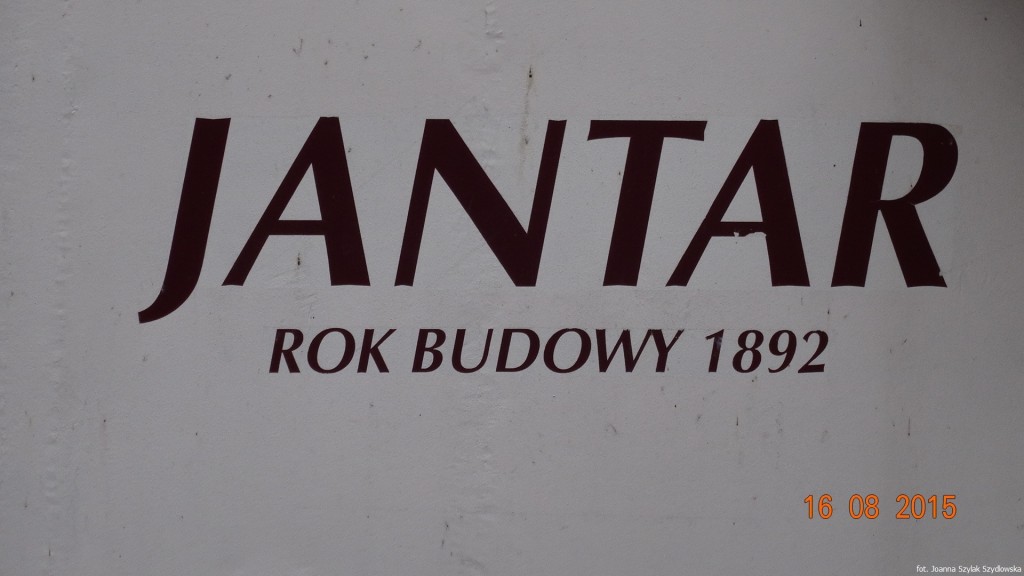 JANTAR
ROK BUDOWY 1892
16 08 2015
fot. Joanna Szylak Szydłowska